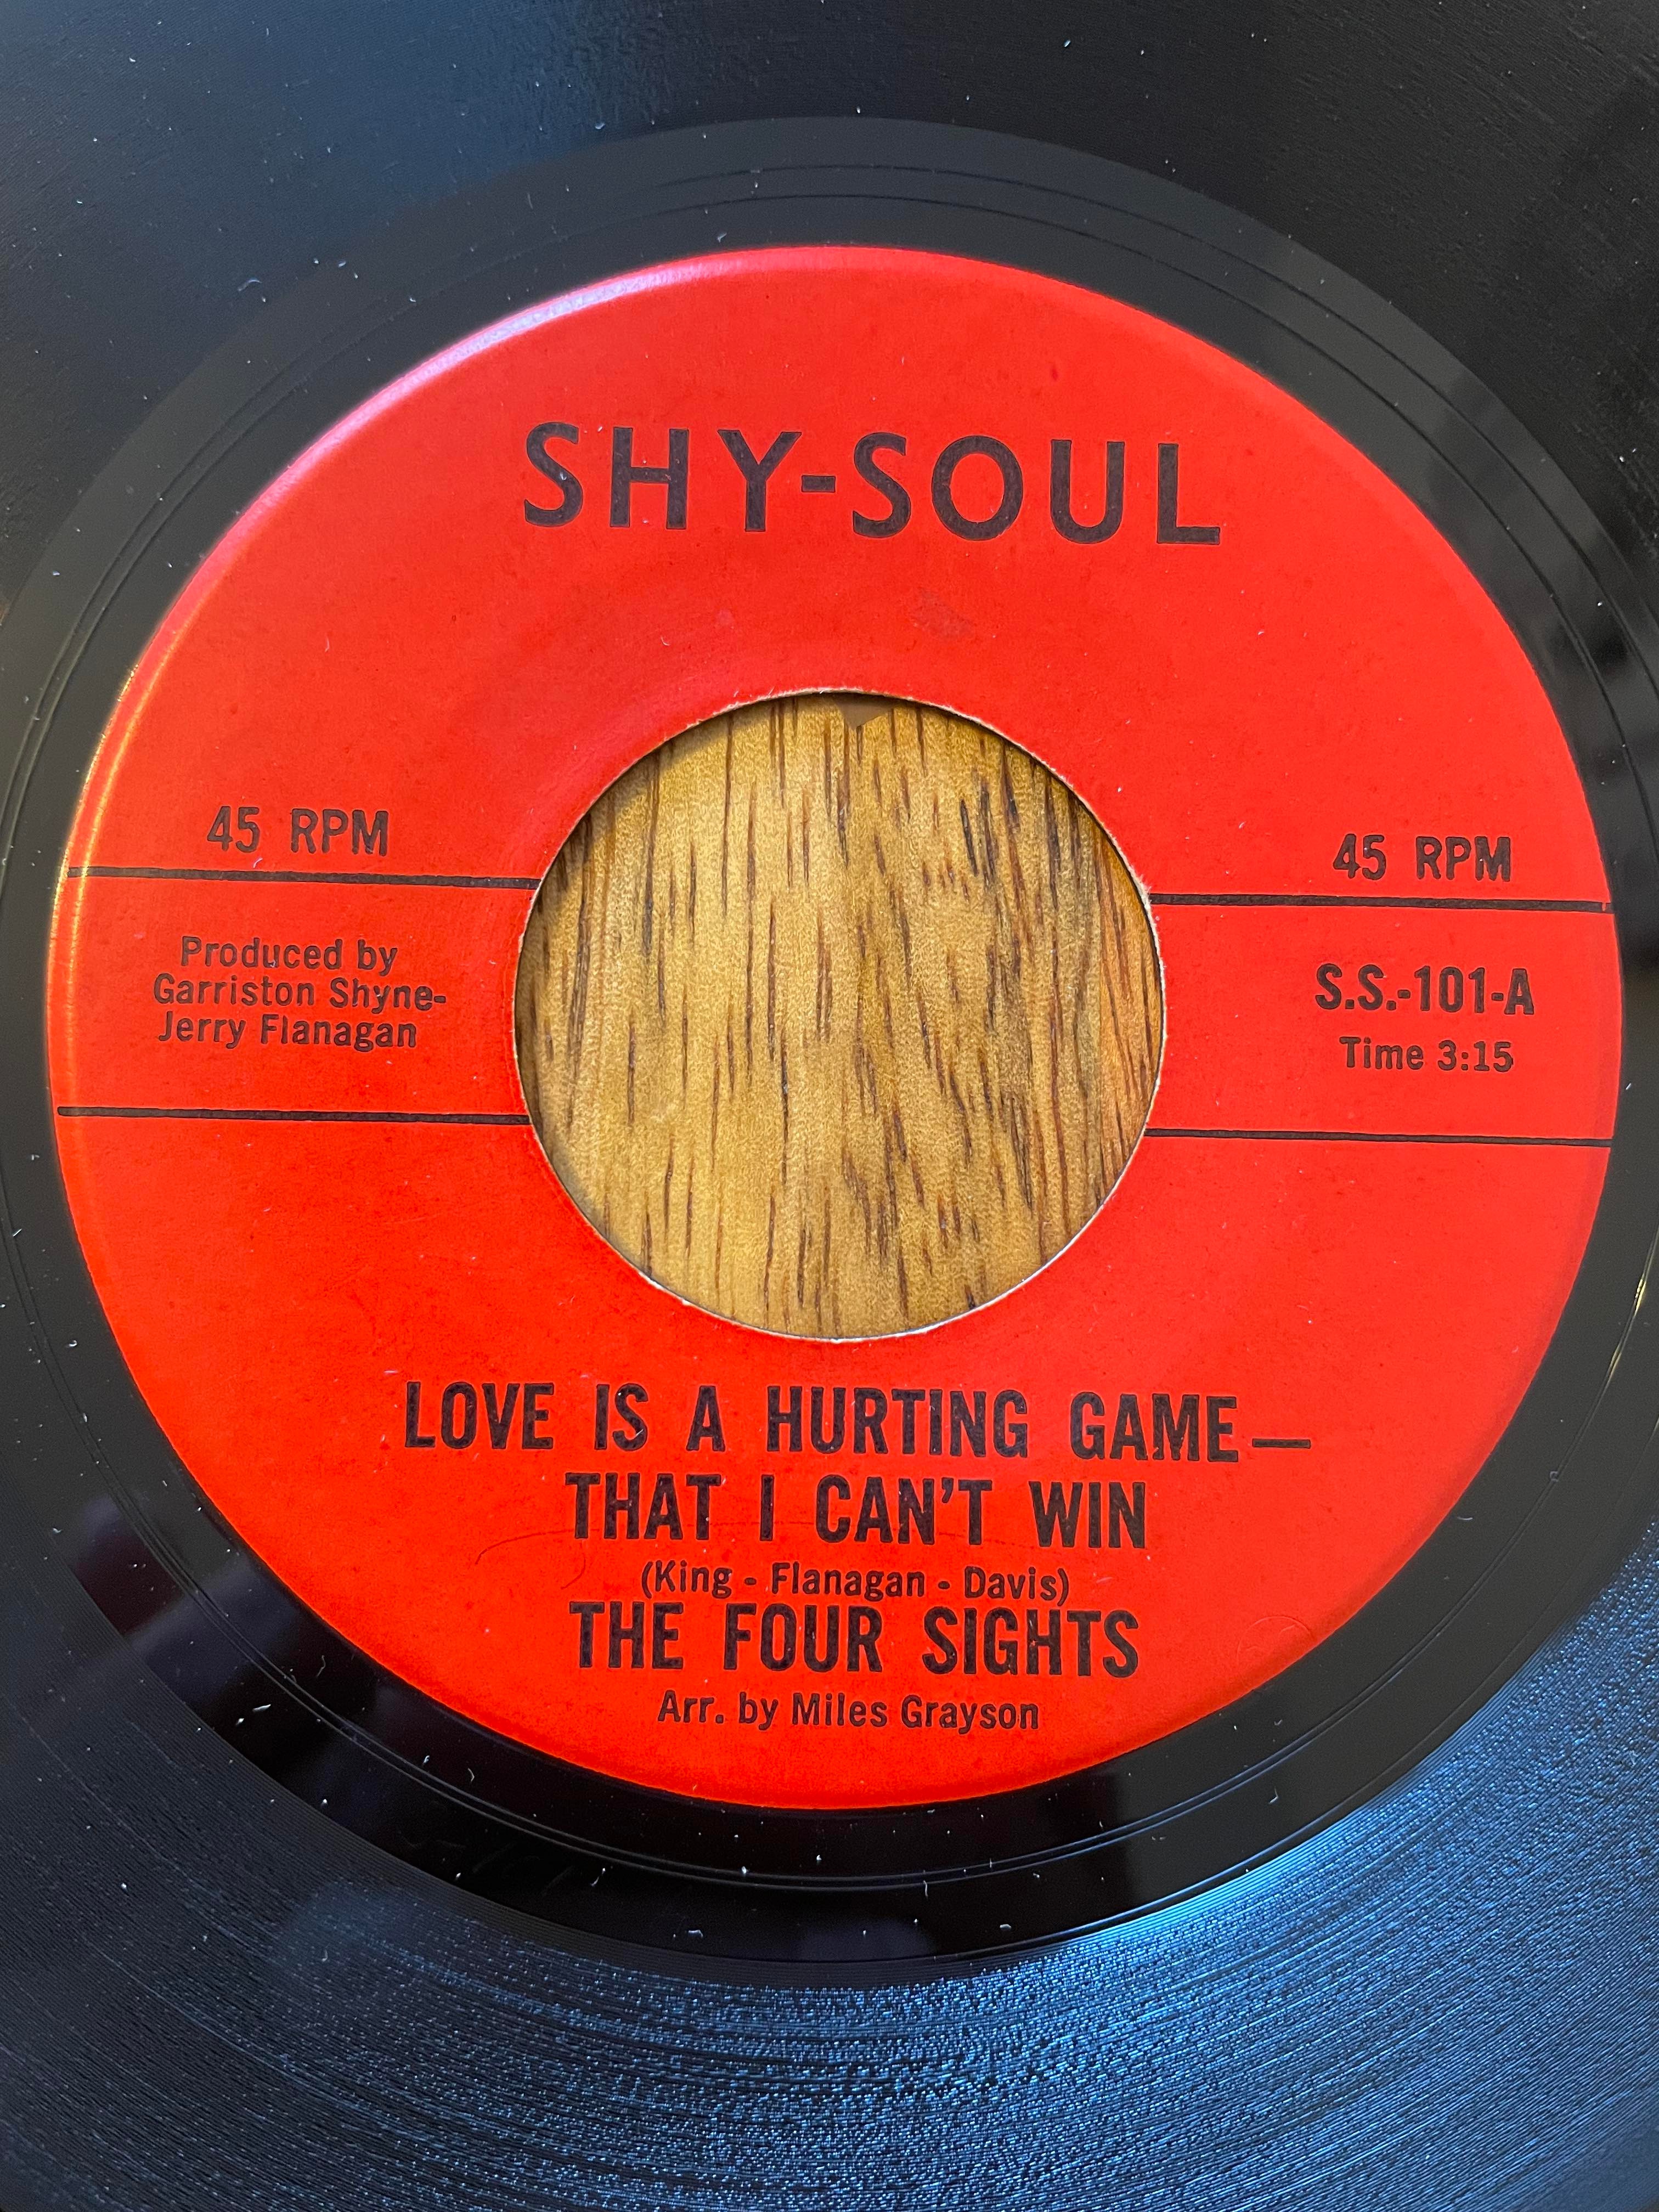 SHY-SOUL
45 RPM
45 RPM
Produced by
Garriston Shyne-
Jerry Flanagan
S.S.-101-A
Time 3:15
LOVE IS A HURTING GAME—
THAT I CAN'T WIN
(King - Flanagan - Davis)
THE FOUR SIGHTS
Arr. by Miles Grayson